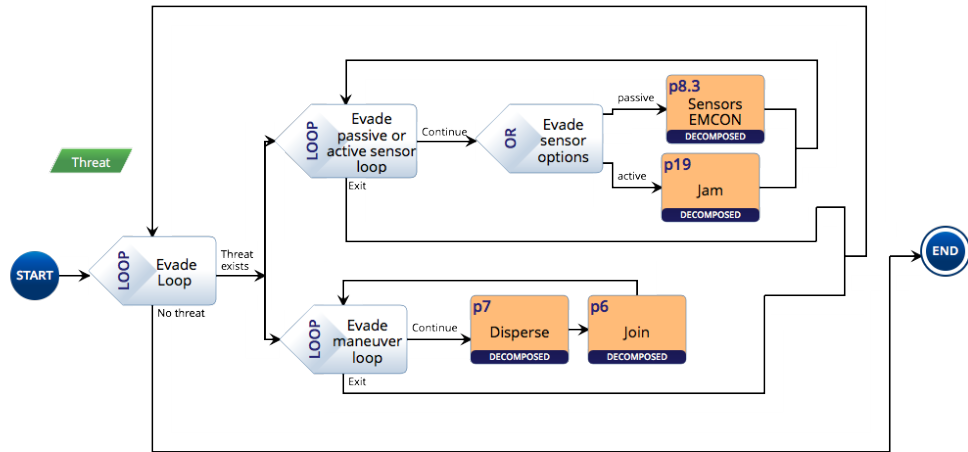 p8.3
Sensors
EMCON
DECOMPOSED
passive
LOOP
Evade
passive or
active sensor
loop
Continue
OR
Evade
sensor
options
Threat
p19
Jam
DECOMPOSED
active
Exit
START
LOOP
Evade
Loop
Threat
exists
END
No threat
LOOP
Evade
maneuver
loop
Continue
p7
Disperse
DECOMPOSED
p6
Join
DECOMPOSED
Exit